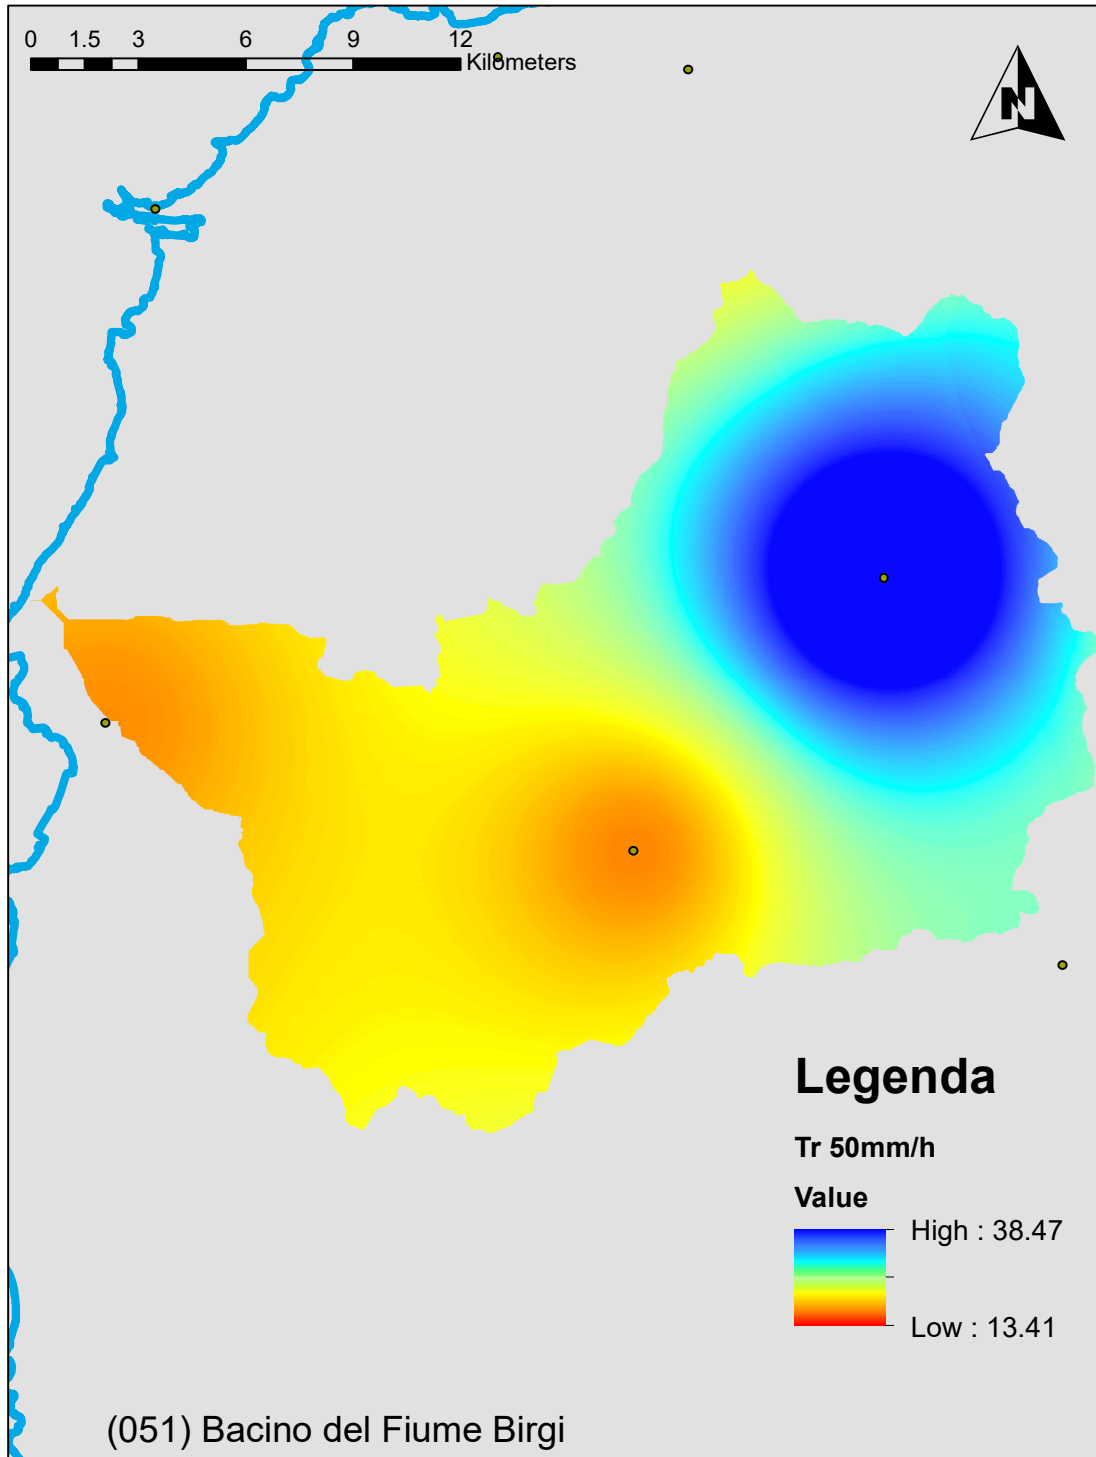 0 1.5 3 6 9 12
Kilometers
N
Legenda
Tr 50mm/h
Value
High : 38.47
Low : 13.41
(051) Bacino del Fiume Birgi